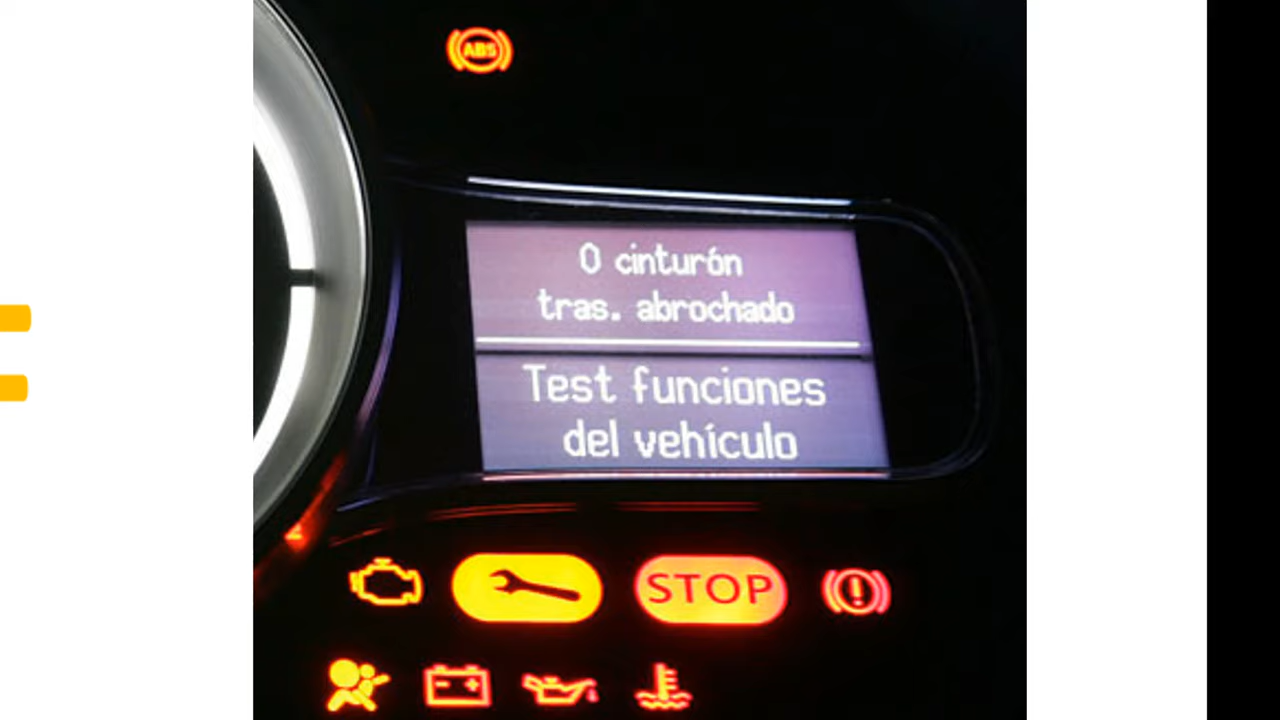 ABS
0 cinturón
tras. abrochado
Test funciones
del vehículo
STOP